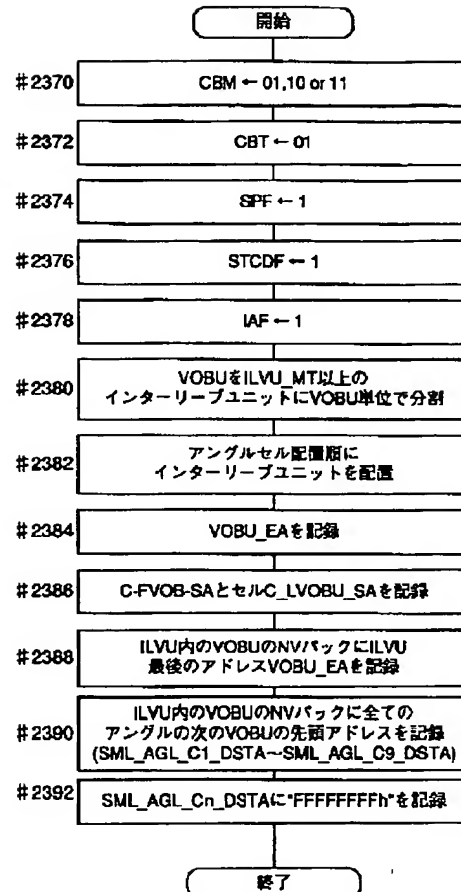 開始
#2370
CBM ← 01,10 or 11
#2372
CBT ← 01
#2374
SPF ← 1
#2376
STCDF ← 1
#2378
IAF ← 1
#2380
VOBUをILVU_MT以上の
インターリーブユニットにVOBU単位で分割
#2382
アングルセル配置順に
インターリーブユニットを配置
#2384
VOBU_EAを記録
#2386
C-FVOB-SAとセルC_LVOBU_SAを記録
#2388
ILVU内のVOBUのNVパックにILVU
最後のアドレスVOBU_EAを記録
#2390
ILVU内のVOBUのNVパックに全ての
アングルの次のVOBUの先頭アドレスを記録
(SML_AGL_C1_DSTA～SML_AGL_C9_DSTA)
#2392
SML_AGL_Cn_DSTAに"FFFFFFFFh"を記録
終了